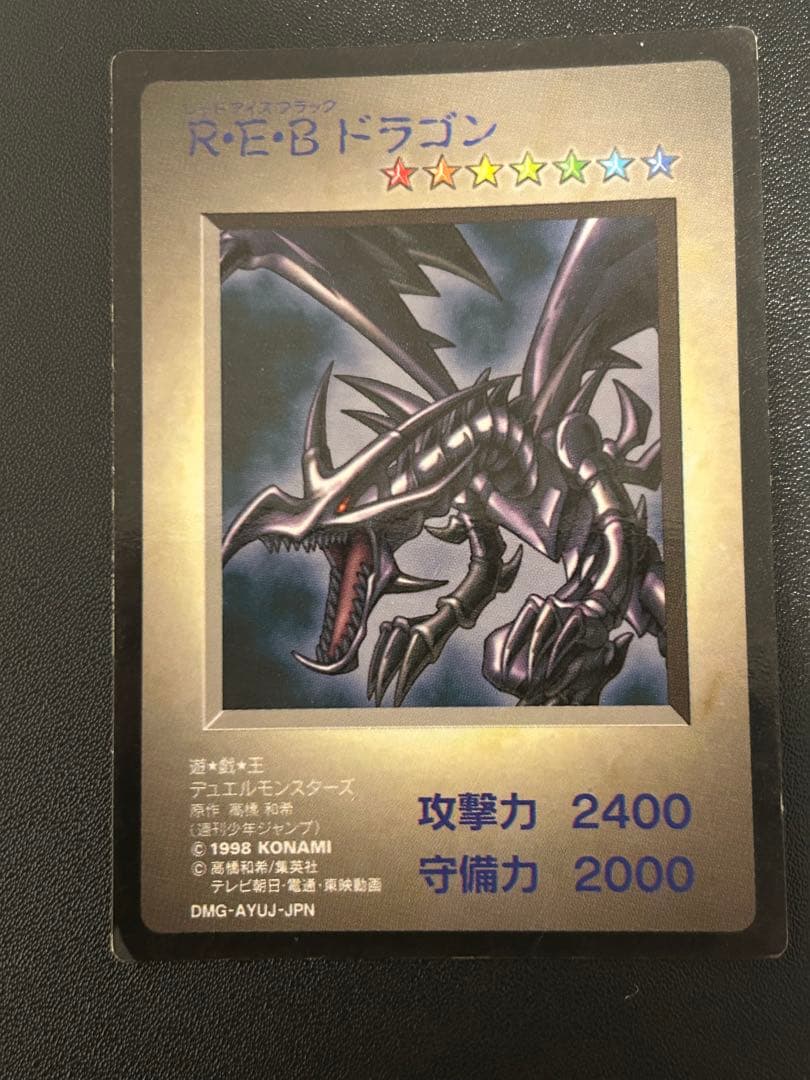 レッドアイズブラック
R・E・B ドラゴン
遊★戯★王
デュエルモンスターズ
原作 高橋 和希
(週刊少年ジャンプ)
© 1998 KONAMI
© 高橋和希/集英社
テレビ朝日・電通・東映動画
DMG-AYUJ-JPN
攻撃力 2400
守備力 2000